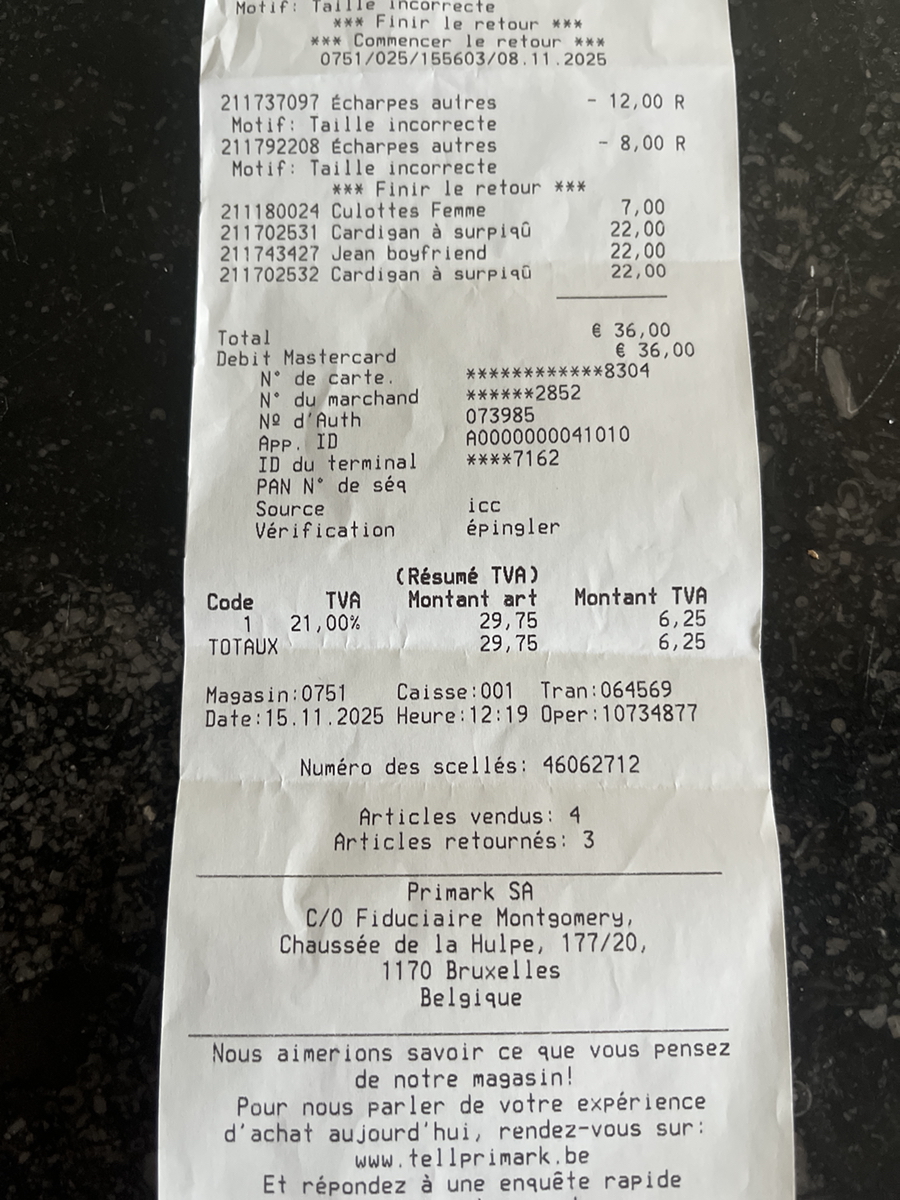 Motif: Taille incorrecte
*** Finir le retour ***
*** Commencer le retour ***
0751/025/155603/08.11.2025
211737097 Écharpes autres - 12,00 R
Motif: Taille incorrecte
211792208 Écharpes autres - 8,00 R
Motif: Taille incorrecte
*** Finir le retour ***
211180024 Culottes Femme 7,00
211702531 Cardigan à surpiqû 22,00
211743427 Jean boyfriend 22,00
211702532 Cardigan à surpiqû 22,00
Total € 36,00
Debit Mastercard € 36,00
N° de carte. ************8304
N° du marchand ******2852
Nº d'Auth 073985
App. ID A0000000041010
ID du terminal ****7162
PAN N° de séq
Source icc
Vérification épingler
(Résumé TVA)
Code TVA Montant art Montant TVA
1 21,00% 29,75 6,25
TOTAUX 29,75 6,25
Magasin:0751 Caisse:001 Tran:064569
Date:15.11.2025 Heure:12:19 Oper:10734877
Numéro des scellés: 46062712
Articles vendus: 4
Articles retournés: 3
Primark SA
C/O Fiduciaire Montgomery,
Chaussée de la Hulpe, 177/20,
1170 Bruxelles
Belgique
Nous aimerions savoir ce que vous pensez
de notre magasin!
Pour nous parler de votre expérience
d'achat aujourd'hui, rendez-vous sur:
www.tellprimark.be
Et répondez à une enquête rapide